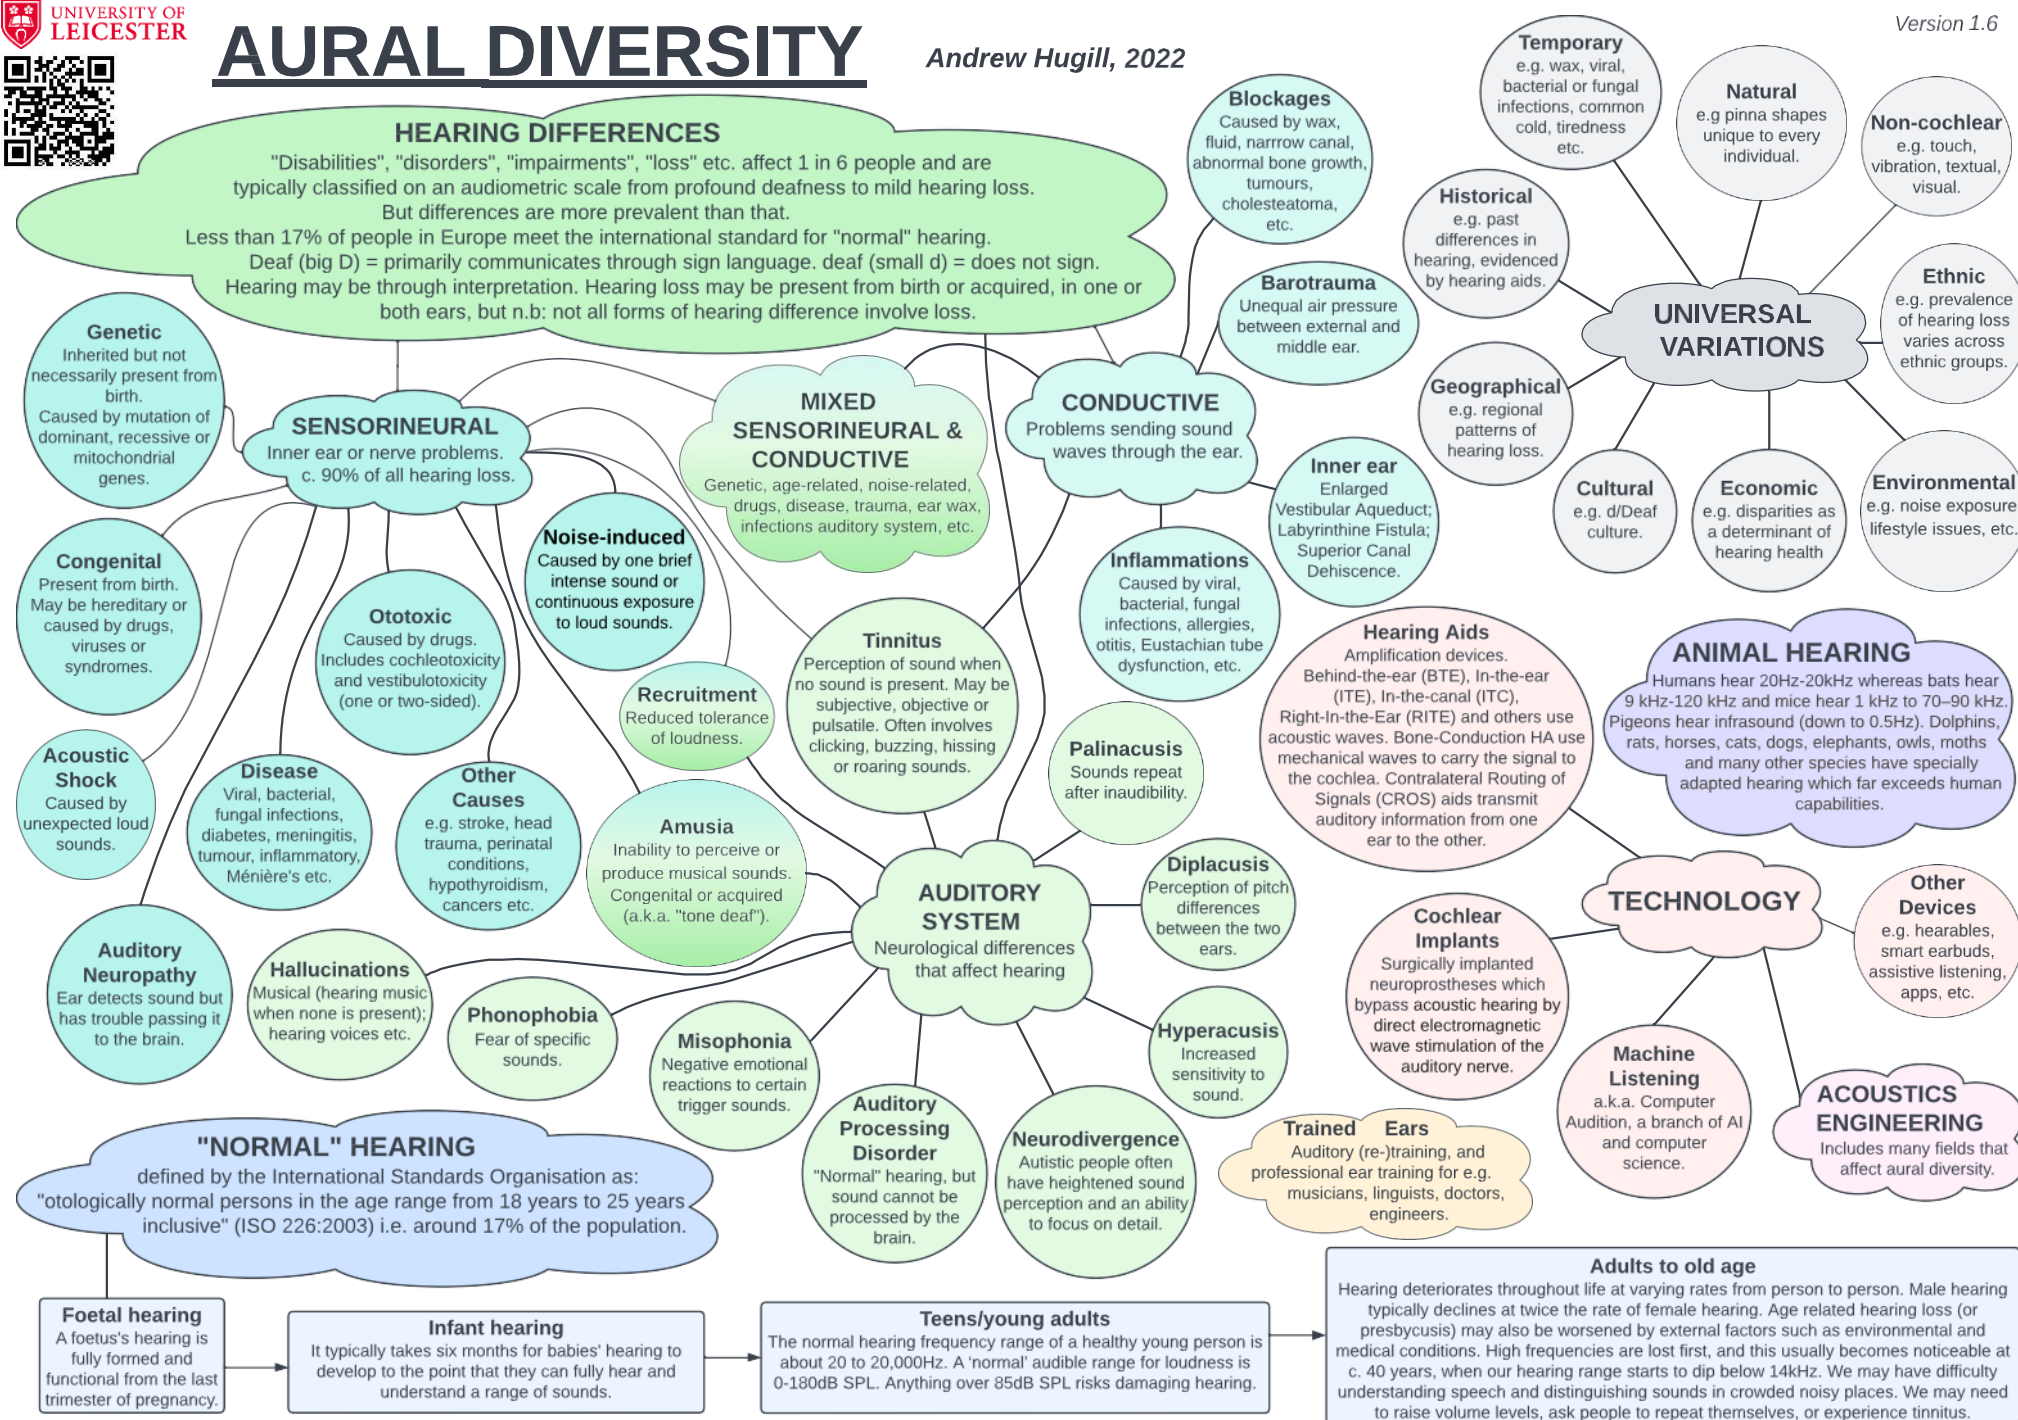 UNIVERSITY OF
LEICESTER
AURAL DIVERSITY
Andrew Hugill, 2022
Version 1.6
HEARING DIFFERENCES
"Disabilities", "disorders", "impairments", "loss" etc. affect 1 in 6 people and are
typically classified on an audiometric scale from profound deafness to mild hearing loss.
But differences are more prevalent than that.
Less than 17% of people in Europe meet the international standard for "normal" hearing.
Deaf (big D) = primarily communicates through sign language. deaf (small d) = does not sign.
Hearing may be through interpretation. Hearing loss may be present from birth or acquired, in one or
both ears, but n.b: not all forms of hearing difference involve loss.
Blockages
Caused by wax,
fluid, narrrow canal,
abnormal bone growth,
tumours,
cholesteatoma,
etc.
Barotrauma
Unequal air pressure
between external and
middle ear.
Temporary
e.g. wax, viral,
bacterial or fungal
infections, common
cold, tiredness
etc.
Natural
e.g pinna shapes
unique to every
individual.
Non-cochlear
e.g. touch,
vibration, textual,
visual.
Historical
e.g. past
differences in
hearing, evidenced
by hearing aids.
UNIVERSAL
VARIATIONS
Ethnic
e.g. prevalence
of hearing loss
varies across
ethnic groups.
Geographical
e.g. regional
patterns of
hearing loss.
Cultural
e.g. d/Deaf
culture.
Economic
e.g. disparities as
a determinant of
hearing health
Environmental
e.g. noise exposure
lifestyle issues, etc.
Genetic
Inherited but not
necessarily present from
birth.
Caused by mutation of
dominant, recessive or
mitochondrial
genes.
SENSORINEURAL
Inner ear or nerve problems.
c. 90% of all hearing loss.
MIXED
SENSORINEURAL &
CONDUCTIVE
Genetic, age-related, noise-related,
drugs, disease, trauma, ear wax,
infections auditory system, etc.
CONDUCTIVE
Problems sending sound
waves through the ear.
Inner ear
Enlarged
Vestibular Aqueduct;
Labyrinthine Fistula;
Superior Canal
Dehiscence.
Inflammations
Caused by viral,
bacterial, fungal
infections, allergies,
otitis, Eustachian tube
dysfunction, etc.
Congenital
Present from birth.
May be hereditary or
caused by drugs,
viruses or
syndromes.
Ototoxic
Caused by drugs.
Includes cochleotoxicity
and vestibulotoxicity
(one or two-sided).
Noise-induced
Caused by one brief
intense sound or
continuous exposure
to loud sounds.
Recruitment
Reduced tolerance
of loudness.
Tinnitus
Perception of sound when
no sound is present. May be
subjective, objective or
pulsatile. Often involves
clicking, buzzing, hissing
or roaring sounds.
Palinacusis
Sounds repeat
after inaudibility.
Hearing Aids
Amplification devices.
Behind-the-ear (BTE), In-the-ear
(ITE), In-the-canal (ITC),
Right-In-the-Ear (RITE) and others use
acoustic waves. Bone-Conduction HA use
mechanical waves to carry the signal to
the cochlea. Contralateral Routing of
Signals (CROS) aids transmit
auditory information from one
ear to the other.
ANIMAL HEARING
Humans hear 20Hz-20kHz whereas bats hear
9 kHz-120 kHz and mice hear 1 kHz to 70–90 kHz.
Pigeons hear infrasound (down to 0.5Hz). Dolphins,
rats, horses, cats, dogs, elephants, owls, moths
and many other species have specially
adapted hearing which far exceeds human
capabilities.
Acoustic
Shock
Caused by
unexpected loud
sounds.
Disease
Viral, bacterial,
fungal infections,
diabetes, meningitis,
tumour, inflammatory,
Ménière's etc.
Other
Causes
e.g. stroke, head
trauma, perinatal
conditions,
hypothyroidism,
cancers etc.
Amusia
Inability to perceive or
produce musical sounds.
Congenital or acquired
(a.k.a. "tone deaf").
AUDITORY
SYSTEM
Neurological differences
that affect hearing
Diplacusis
Perception of pitch
differences
between the two
ears.
TECHNOLOGY
Cochlear
Implants
Surgically implanted
neuroprostheses which
bypass acoustic hearing by
direct electromagnetic
wave stimulation of the
auditory nerve.
Other
Devices
e.g. hearables,
smart earbuds,
assistive listening,
apps, etc.
Auditory
Neuropathy
Ear detects sound but
has trouble passing it
to the brain.
Hallucinations
Musical (hearing music
when none is present);
hearing voices etc.
Phonophobia
Fear of specific
sounds.
Misophonia
Negative emotional
reactions to certain
trigger sounds.
Auditory
Processing
Disorder
"Normal" hearing, but
sound cannot be
processed by the
brain.
Neurodivergence
Autistic people often
have heightened sound
perception and an ability
to focus on detail.
Hyperacusis
Increased
sensitivity to
sound.
Machine
Listening
a.k.a. Computer
Audition, a branch of AI
and computer
science.
ACOUSTICS
ENGINEERING
Includes many fields that
affect aural diversity.
Trained Ears
Auditory (re-)training, and
professional ear training for e.g.
musicians, linguists, doctors,
engineers.
"NORMAL" HEARING
defined by the International Standards Organisation as:
"otologically normal persons in the age range from 18 years to 25 years
inclusive" (ISO 226:2003) i.e. around 17% of the population.
Foetal hearing
A foetus's hearing is
fully formed and
functional from the last
trimester of pregnancy.
Infant hearing
It typically takes six months for babies' hearing to
develop to the point that they can fully hear and
understand a range of sounds.
Teens/young adults
The normal hearing frequency range of a healthy young person is
about 20 to 20,000Hz. A ‘normal’ audible range for loudness is
0-180dB SPL. Anything over 85dB SPL risks damaging hearing.
Adults to old age
Hearing deteriorates throughout life at varying rates from person to person. Male hearing
typically declines at twice the rate of female hearing. Age related hearing loss (or
presbycusis) may also be worsened by external factors such as environmental and
medical conditions. High frequencies are lost first, and this usually becomes noticeable at
c. 40 years, when our hearing range starts to dip below 14kHz. We may have difficulty
understanding speech and distinguishing sounds in crowded noisy places. We may need
to raise volume levels, ask people to repeat themselves, or experience tinnitus.